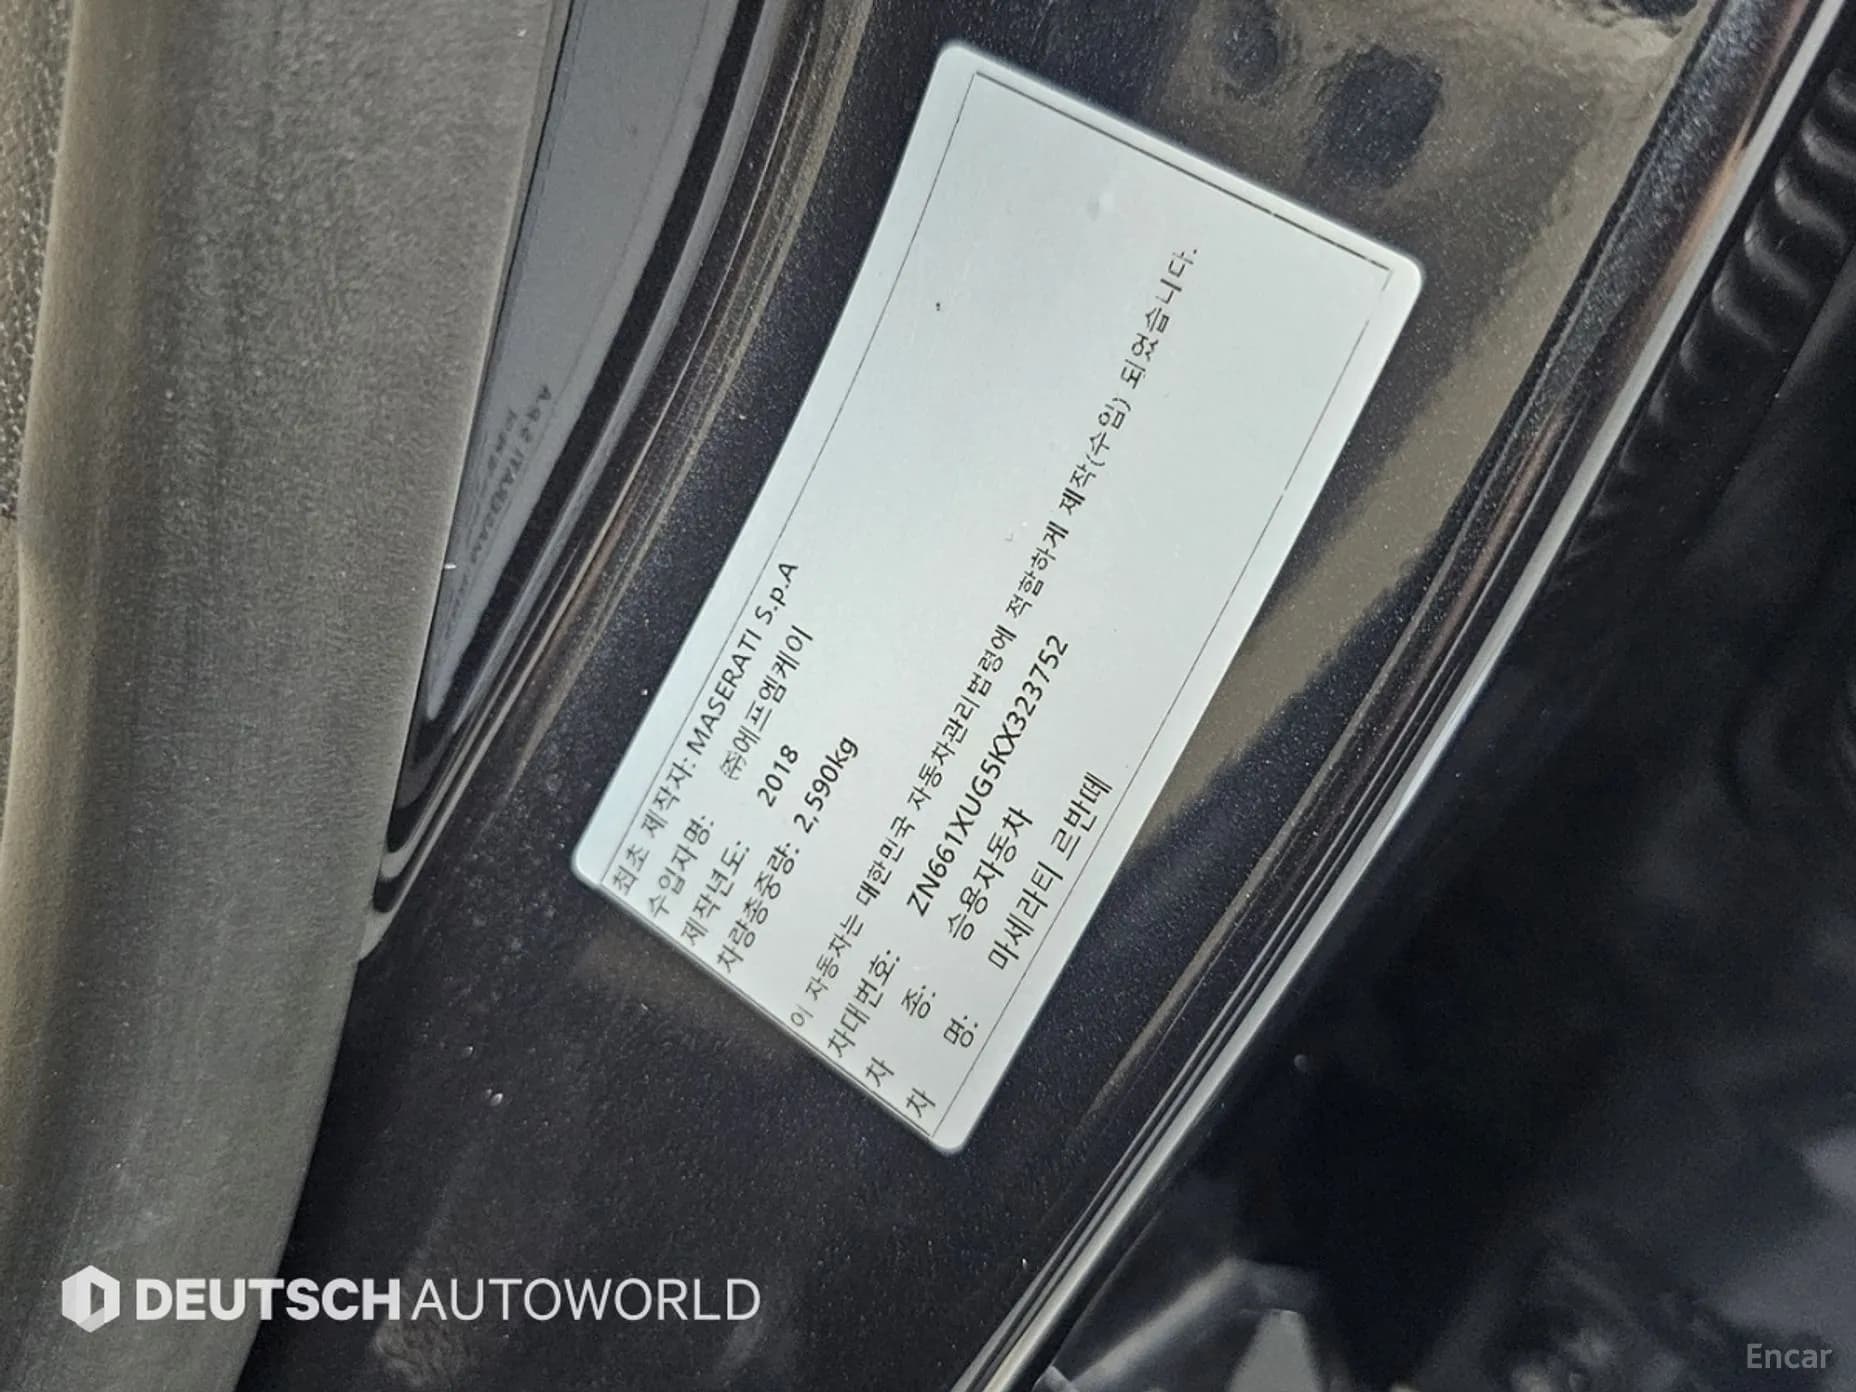 최초 제작자: MASERATI S.p.A
수입자명: ㈜에프엠케이
제작년도: 2018
차량총중량: 2,590kg
이 자동차는 대한민국 자동차관리법령에 적합하게 제작(수입) 되었습니다.
차대번호: ZN661XUG5KX323752
차 종: 승용자동차
차 명: 마세라티 르반떼
DEUTSCH AUTOWORLD
Encar